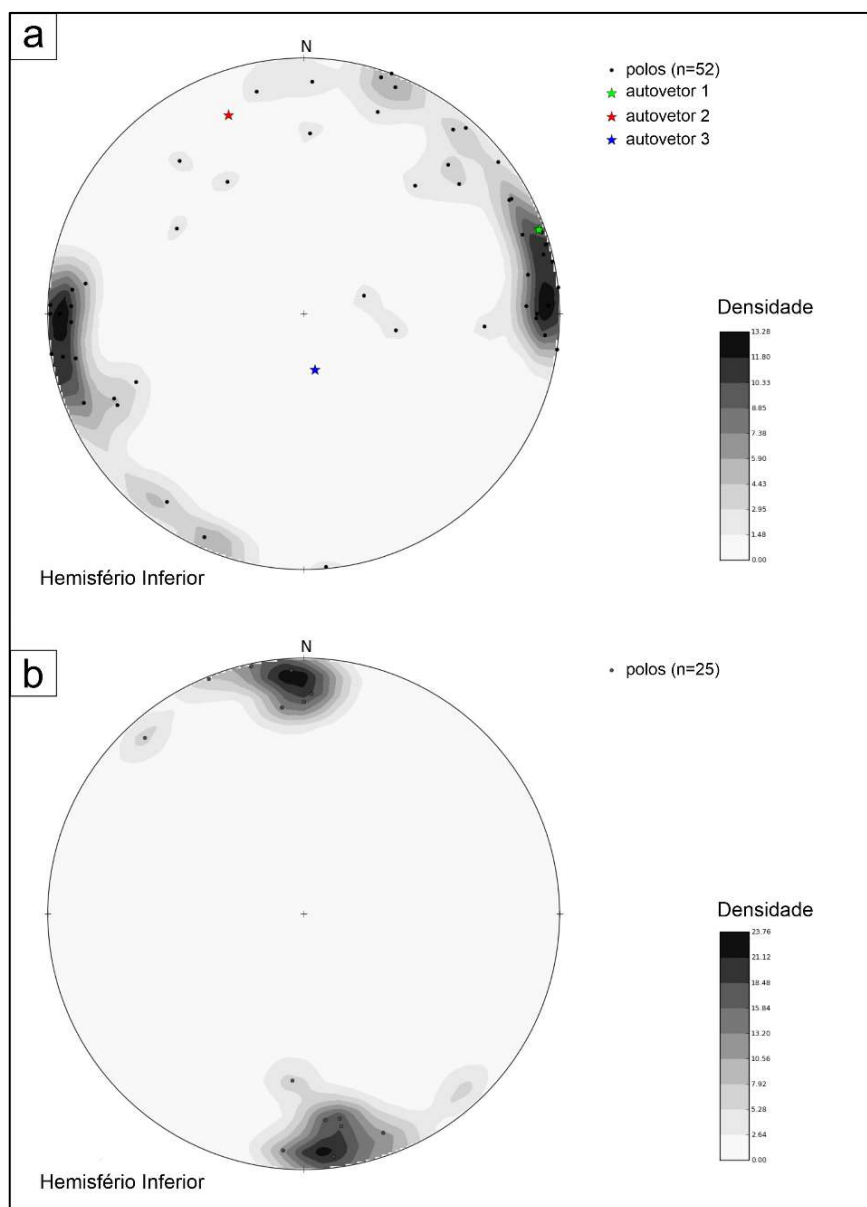 a
N
polos (n=52)
autovetor 1
autovetor 2
autovetor 3
Densidade
13.28
11.80
10.33
8.85
7.38
5.90
4.43
2.95
1.48
0.00
Hemisfério Inferior
b
N
polos (n=25)
Densidade
23.76
21.12
18.48
15.84
13.20
10.56
7.92
5.28
2.64
0.00
Hemisfério Inferior